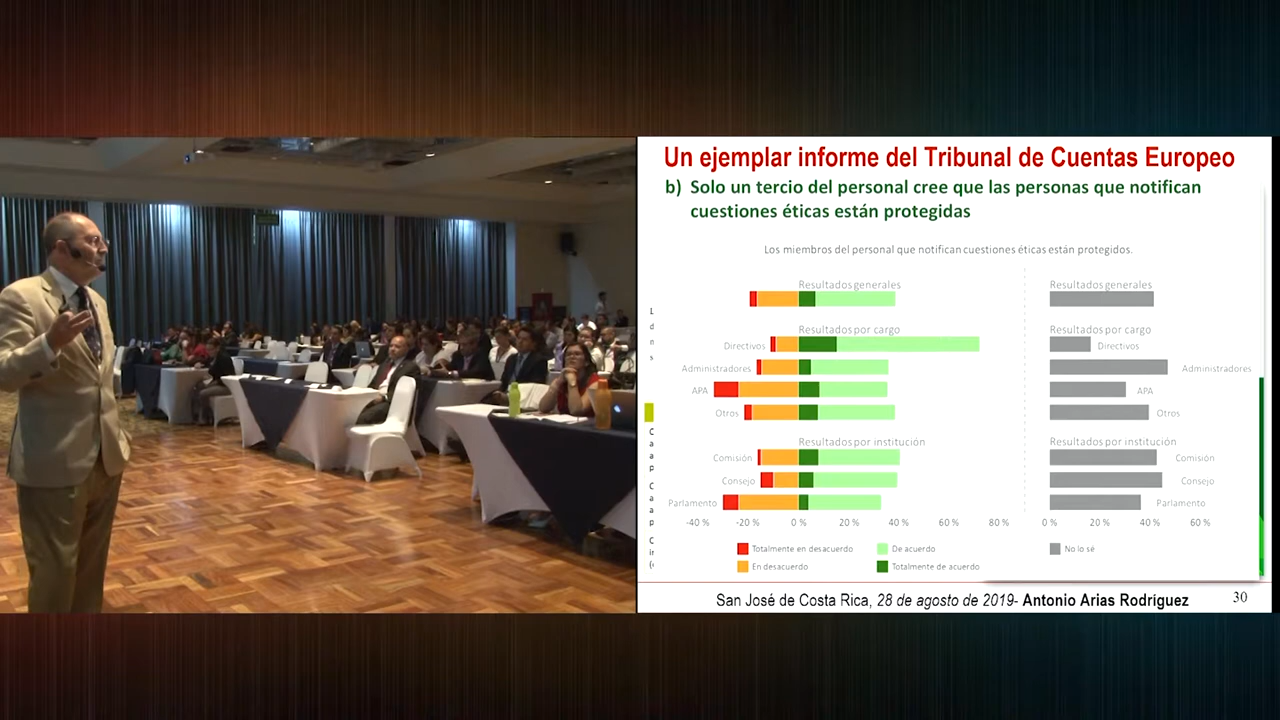 Un ejemplar informe del Tribunal de Cuentas Europeo
b) Solo un tercio del personal cree que las personas que notifican
cuestiones éticas están protegidas
Los miembros del personal que notifican cuestiones éticas están protegidos.
Resultados generales
Resultados generales
Resultados por cargo
Resultados por cargo
Directivos
Directivos
Administradores
Administradores
APA
APA
Otros
Otros
Resultados por institución
Resultados por institución
Comisión
Comisión
Consejo
Consejo
Parlamento
Parlamento
-40 % -20 % 0 % 20 % 40 % 60 % 80 %
0 % 20 % 40 % 60 %
Totalmente en desacuerdo
De acuerdo
No lo sé
En desacuerdo
Totalmente de acuerdo
San José de Costa Rica, 28 de agosto de 2019- Antonio Arias Rodríguez
30